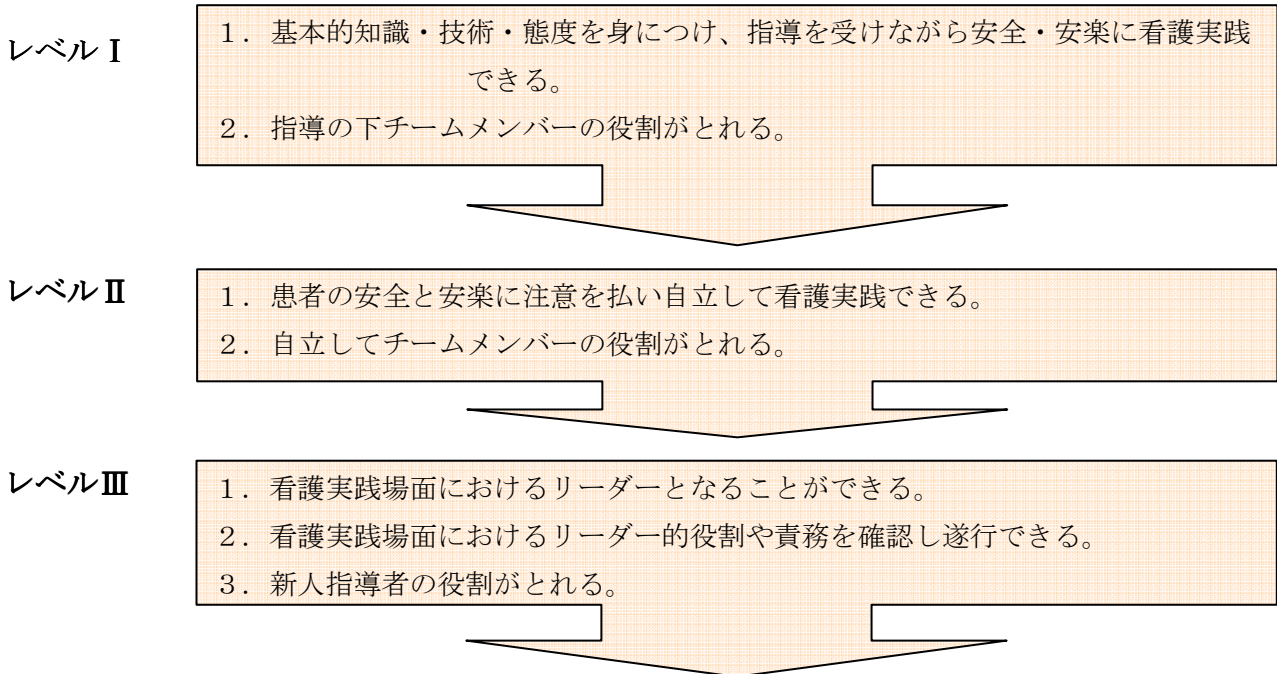 レベルⅠ
１．基本的知識・技術・態度を身につけ、指導を受けながら安全・安楽に看護実践
できる。
２．指導の下チームメンバーの役割がとれる。
レベルⅡ
１．患者の安全と安楽に注意を払い自立して看護実践できる。
２．自立してチームメンバーの役割がとれる。
レベルⅢ
１．看護実践場面におけるリーダーとなることができる。
２．看護実践場面におけるリーダー的役割や責務を確認し遂行できる。
３．新人指導者の役割がとれる。